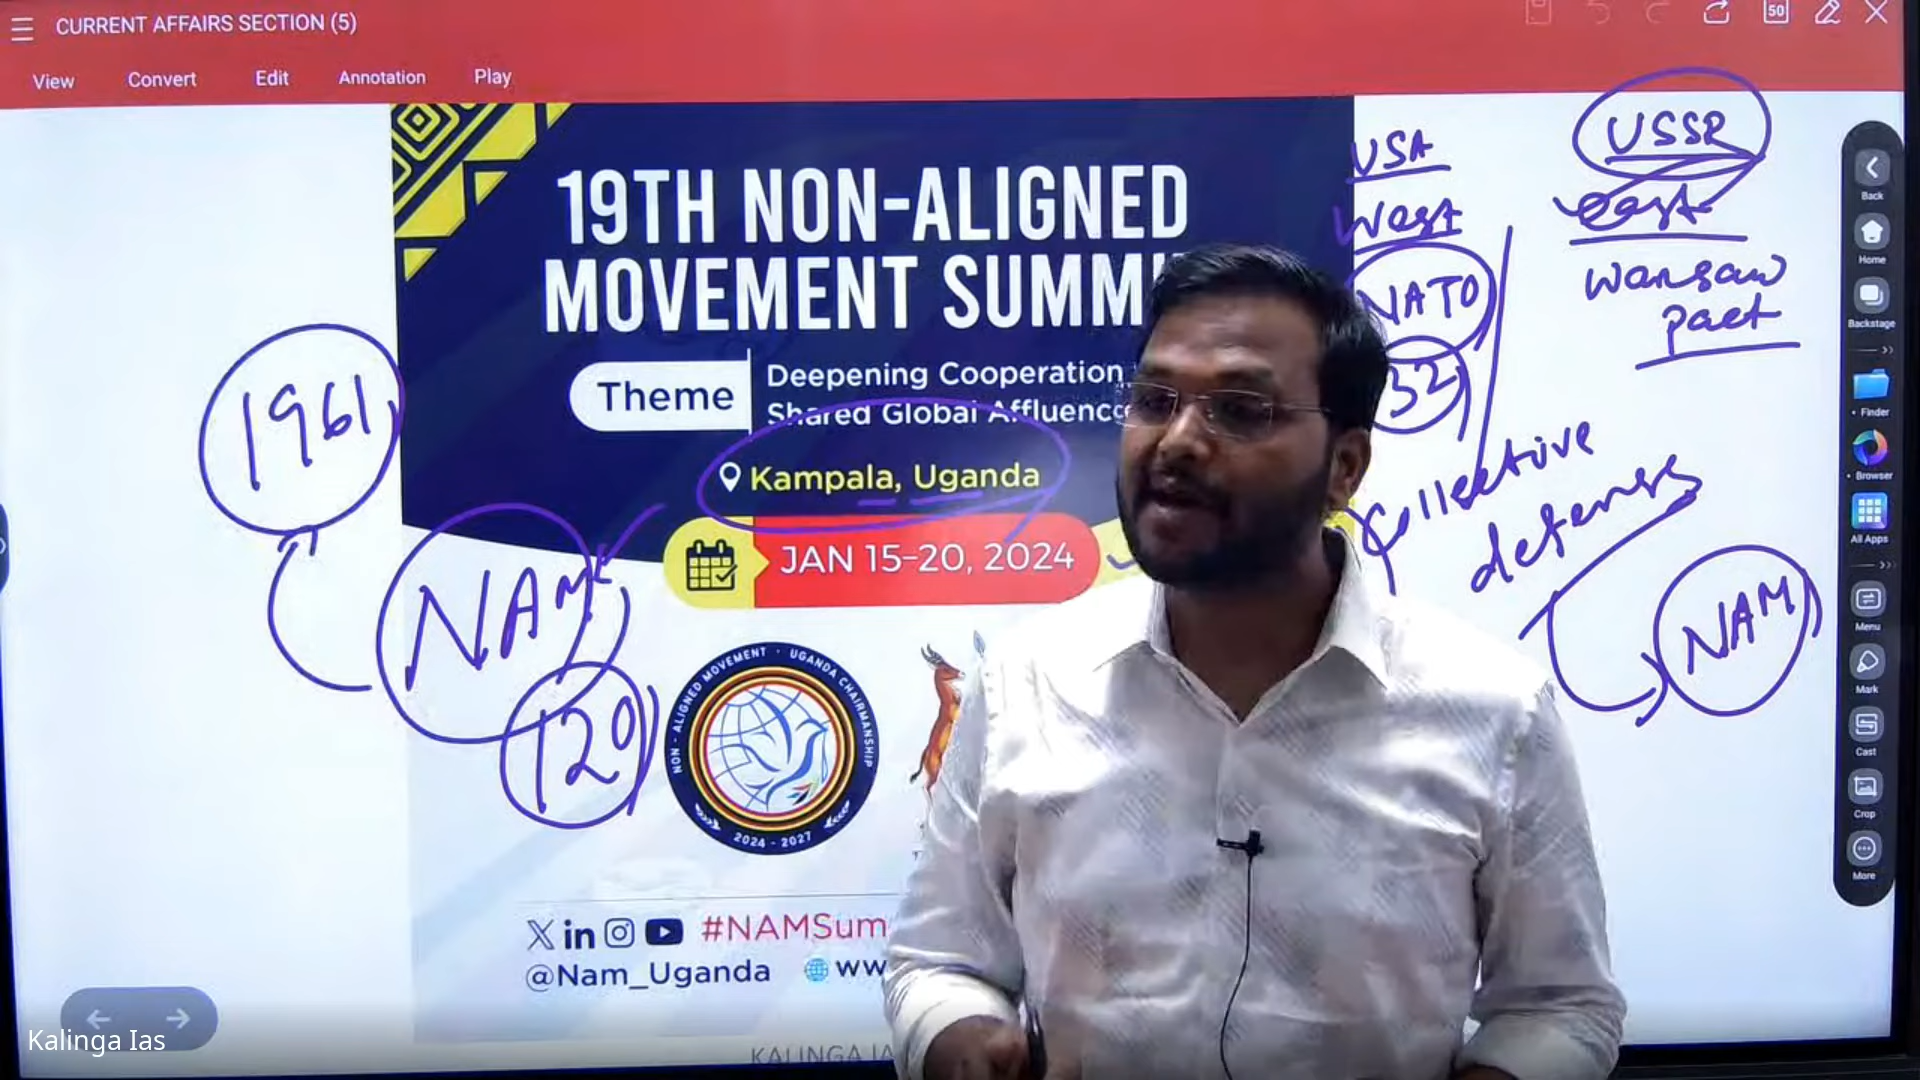 CURRENT AFFAIRS SECTION (5)
50
View Convert Edit Annotation Play
19TH NON-ALIGNED
MOVEMENT SUMM
Theme
Deepening Cooperation
Shared Global Affluence
Kampala, Uganda
JAN 15-20, 2024
NON - ALIGNED MOVEMENT · UGANDA CHAIRMANSHIP
2024 - 2027
#NAMSum
@Nam_Uganda
ww
KALINGA IA
Kalinga Ias
1961
NAM
120
USA
West
NATO
32
USSR
east
Warsaw
pact
Collective
defense
NAM
Back
Home
Backstage
Finder
Browser
All Apps
Menu
Mark
Cast
Crop
More